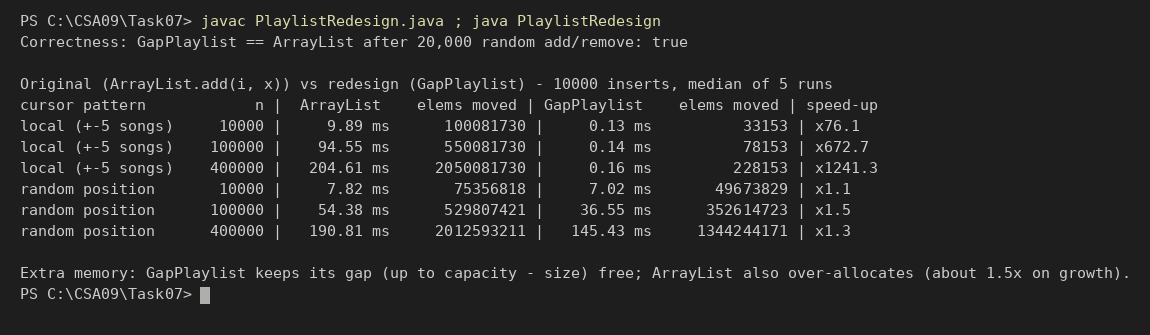 PS C:\CSA09\Task07> javac PlaylistRedesign.java ; java PlaylistRedesign
Correctness: GapPlaylist == ArrayList after 20,000 random add/remove: true
Original (ArrayList.add(i, x)) vs redesign (GapPlaylist) - 10000 inserts, median of 5 runs
cursor pattern            n |  ArrayList    elems moved | GapPlaylist    elems moved | speed-up
local (+-5 songs)     10000 |     9.89 ms      100081730 |     0.13 ms          33153 | x76.1
local (+-5 songs)    100000 |    94.55 ms      550081730 |     0.14 ms          78153 | x672.7
local (+-5 songs)    400000 |   204.61 ms     2050081730 |     0.16 ms         228153 | x1241.3
random position       10000 |     7.82 ms       75356818 |     7.02 ms       49673829 | x1.1
random position      100000 |    54.38 ms      529807421 |    36.55 ms      352614723 | x1.5
random position      400000 |   190.81 ms     2012593211 |   145.43 ms     1344244171 | x1.3
Extra memory: GapPlaylist keeps its gap (up to capacity - size) free; ArrayList also over-allocates (about 1.5x on growth).
PS C:\CSA09\Task07>